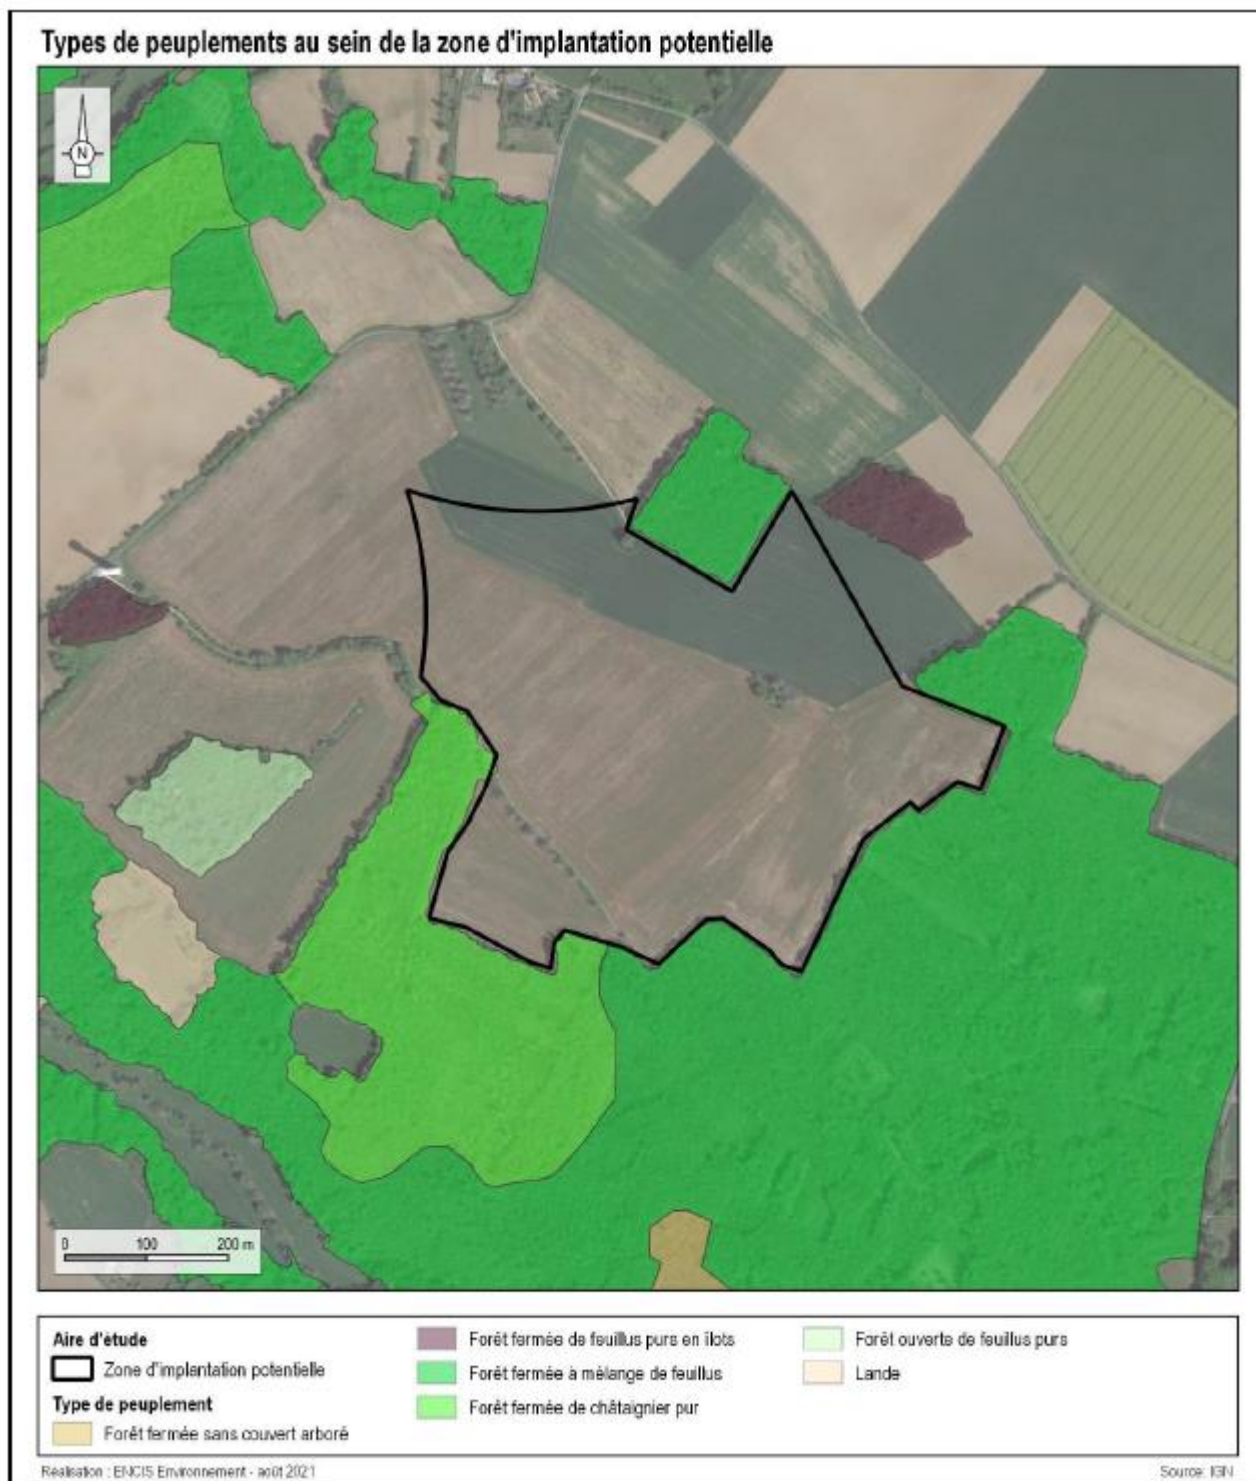 Types de peuplements au sein de la zone d'implantation potentielle
N
0 100 200 m
Aire d'étude
Zone d'implantation potentielle
Type de peuplement
Forêt fermée sans couvert arboré
Forêt fermée de feuillus purs en îlots
Forêt fermée à mélange de feuillus
Forêt fermée de châtaignier pur
Forêt ouverte de feuillus purs
Lande
Réalisation : ENCIS Environnement - août 2021
Source: IGN